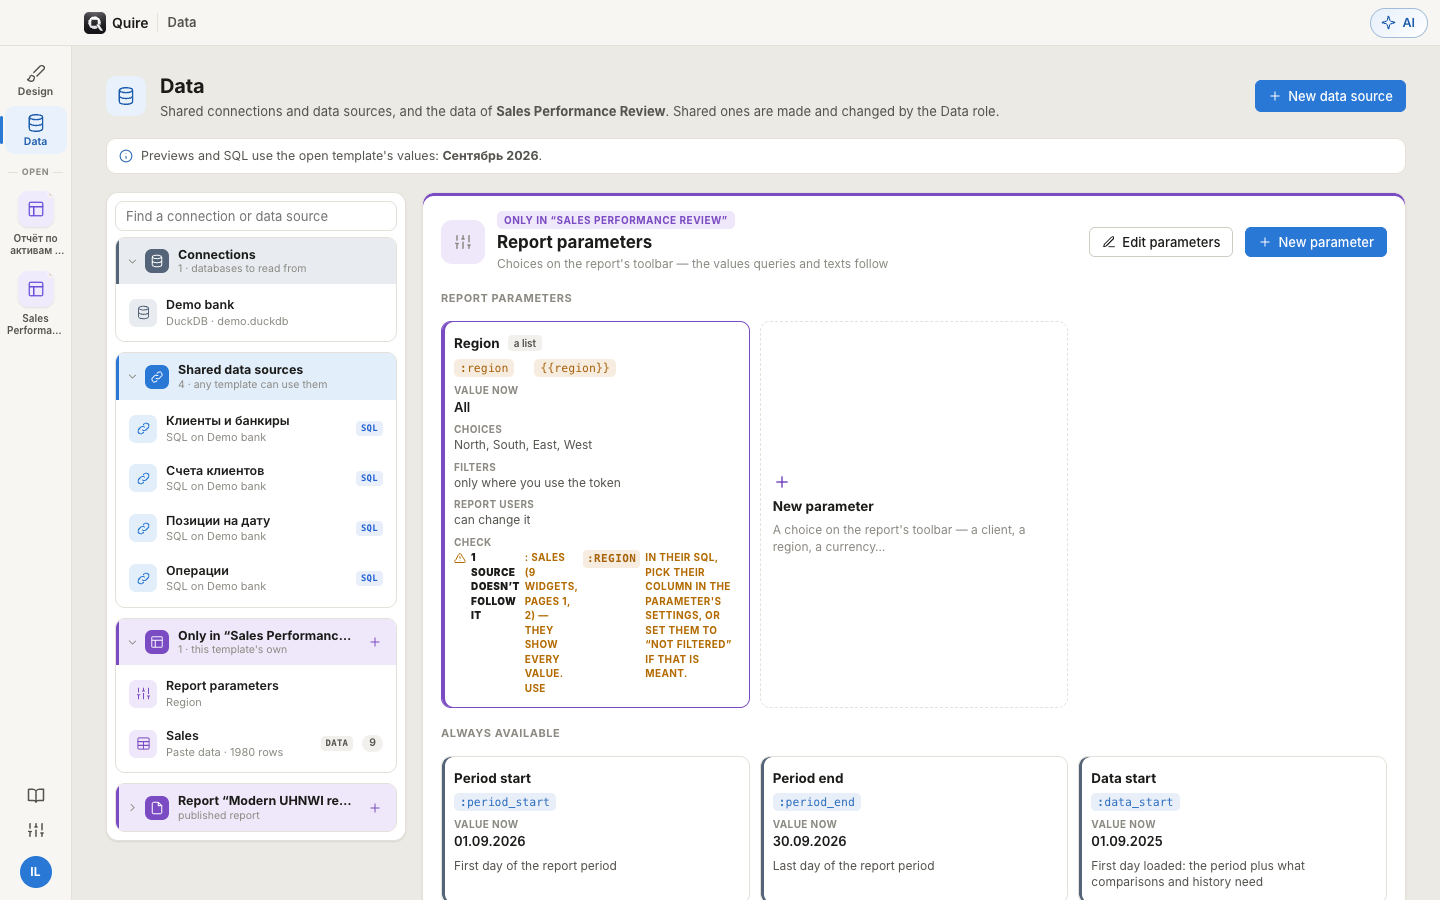 Quire
Data
AI
Design
Data
OPEN
Отчёт по
активам ...
Sales
Performa...
IL
Data
Shared connections and data sources, and the data of Sales Performance Review. Shared ones are made and changed by the Data role.
New data source
Previews and SQL use the open template's values: Сентябрь 2026.
Find a connection or data source
Connections
1 · databases to read from
Demo bank
DuckDB · demo.duckdb
Shared data sources
4 · any template can use them
Клиенты и банкиры
SQL on Demo bank
SQL
Счета клиентов
SQL on Demo bank
SQL
Позиции на дату
SQL on Demo bank
SQL
Операции
SQL on Demo bank
SQL
Only in “Sales Performanc...
1 · this template's own
Report parameters
Region
Sales
Paste data · 1980 rows
DATA
9
Report “Modern UHNWI re...
published report
ONLY IN “SALES PERFORMANCE REVIEW”
Report parameters
Choices on the report's toolbar — the values queries and texts follow
Edit parameters
New parameter
REPORT PARAMETERS
Region
a list
:region
{{region}}
VALUE NOW
All
CHOICES
North, South, East, West
FILTERS
only where you use the token
REPORT USERS
can change it
CHECK
1
SOURCE
DOESN’T
FOLLOW
IT
: SALES
(9
WIDGETS,
PAGES 1,
2) —
THEY
SHOW
EVERY
VALUE.
USE
:REGION
IN THEIR SQL,
PICK THEIR
COLUMN IN THE
PARAMETER'S
SETTINGS, OR
SET THEM TO
“NOT FILTERED”
IF THAT IS
MEANT.
New parameter
A choice on the report's toolbar — a client, a
region, a currency...
ALWAYS AVAILABLE
Period start
:period_start
VALUE NOW
01.09.2026
First day of the report period
Period end
:period_end
VALUE NOW
30.09.2026
Last day of the report period
Data start
:data_start
VALUE NOW
01.09.2025
First day loaded: the period plus what
comparisons and history need